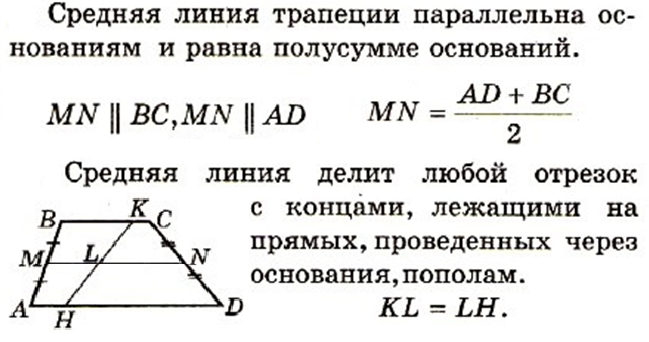 Средняя линия трапеции параллельна ос-
нованиям и равна полусумме оснований.
MN || BC, MN || AD MN = AD + BC / 2
Средняя линия делит любой отрезок
с концами, лежащими на
прямых, проведенных через
основания, пополам.
KL = LH.
B K C
M L N
A H D